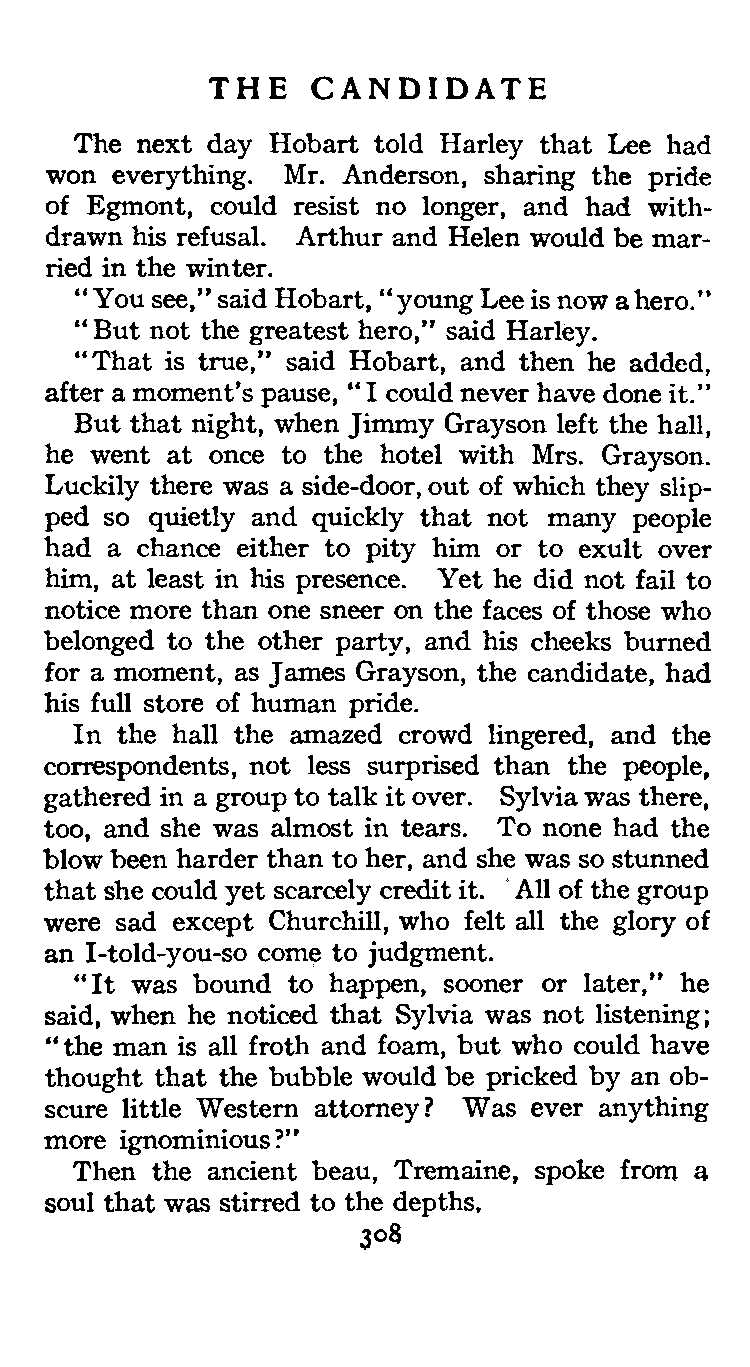 THE CANDIDATE
The next day Hobart told Harley that Lee had
won everything. Mr. Anderson, sharing the pride
of Egmont, could resist no longer, and had with-
drawn his refusal. Arthur and Helen would be mar-
ried in the winter.
"You see," said Hobart, "young Lee is now a hero."
"But not the greatest hero," said Harley.
"That is true," said Hobart, and then he added,
after a moment's pause, "I could never have done it."
But that night, when Jimmy Grayson left the hall,
he went at once to the hotel with Mrs. Grayson.
Luckily there was a side-door, out of which they slip-
ped so quietly and quickly that not many people
had a chance either to pity him or to exult over
him, at least in his presence. Yet he did not fail to
notice more than one sneer on the faces of those who
belonged to the other party, and his cheeks burned
for a moment, as James Grayson, the candidate, had
his full store of human pride.
In the hall the amazed crowd lingered, and the
correspondents, not less surprised than the people,
gathered in a group to talk it over. Sylvia was there,
too, and she was almost in tears. To none had the
blow been harder than to her, and she was so stunned
that she could yet scarcely credit it. All of the group
were sad except Churchill, who felt all the glory of
an I-told-you-so come to judgment.
"It was bound to happen, sooner or later," he
said, when he noticed that Sylvia was not listening;
"the man is all froth and foam, but who could have
thought that the bubble would be pricked by an ob-
scure little Western attorney? Was ever anything
more ignominious?"
Then the ancient beau, Tremaine, spoke from a
soul that was stirred to the depths.
308